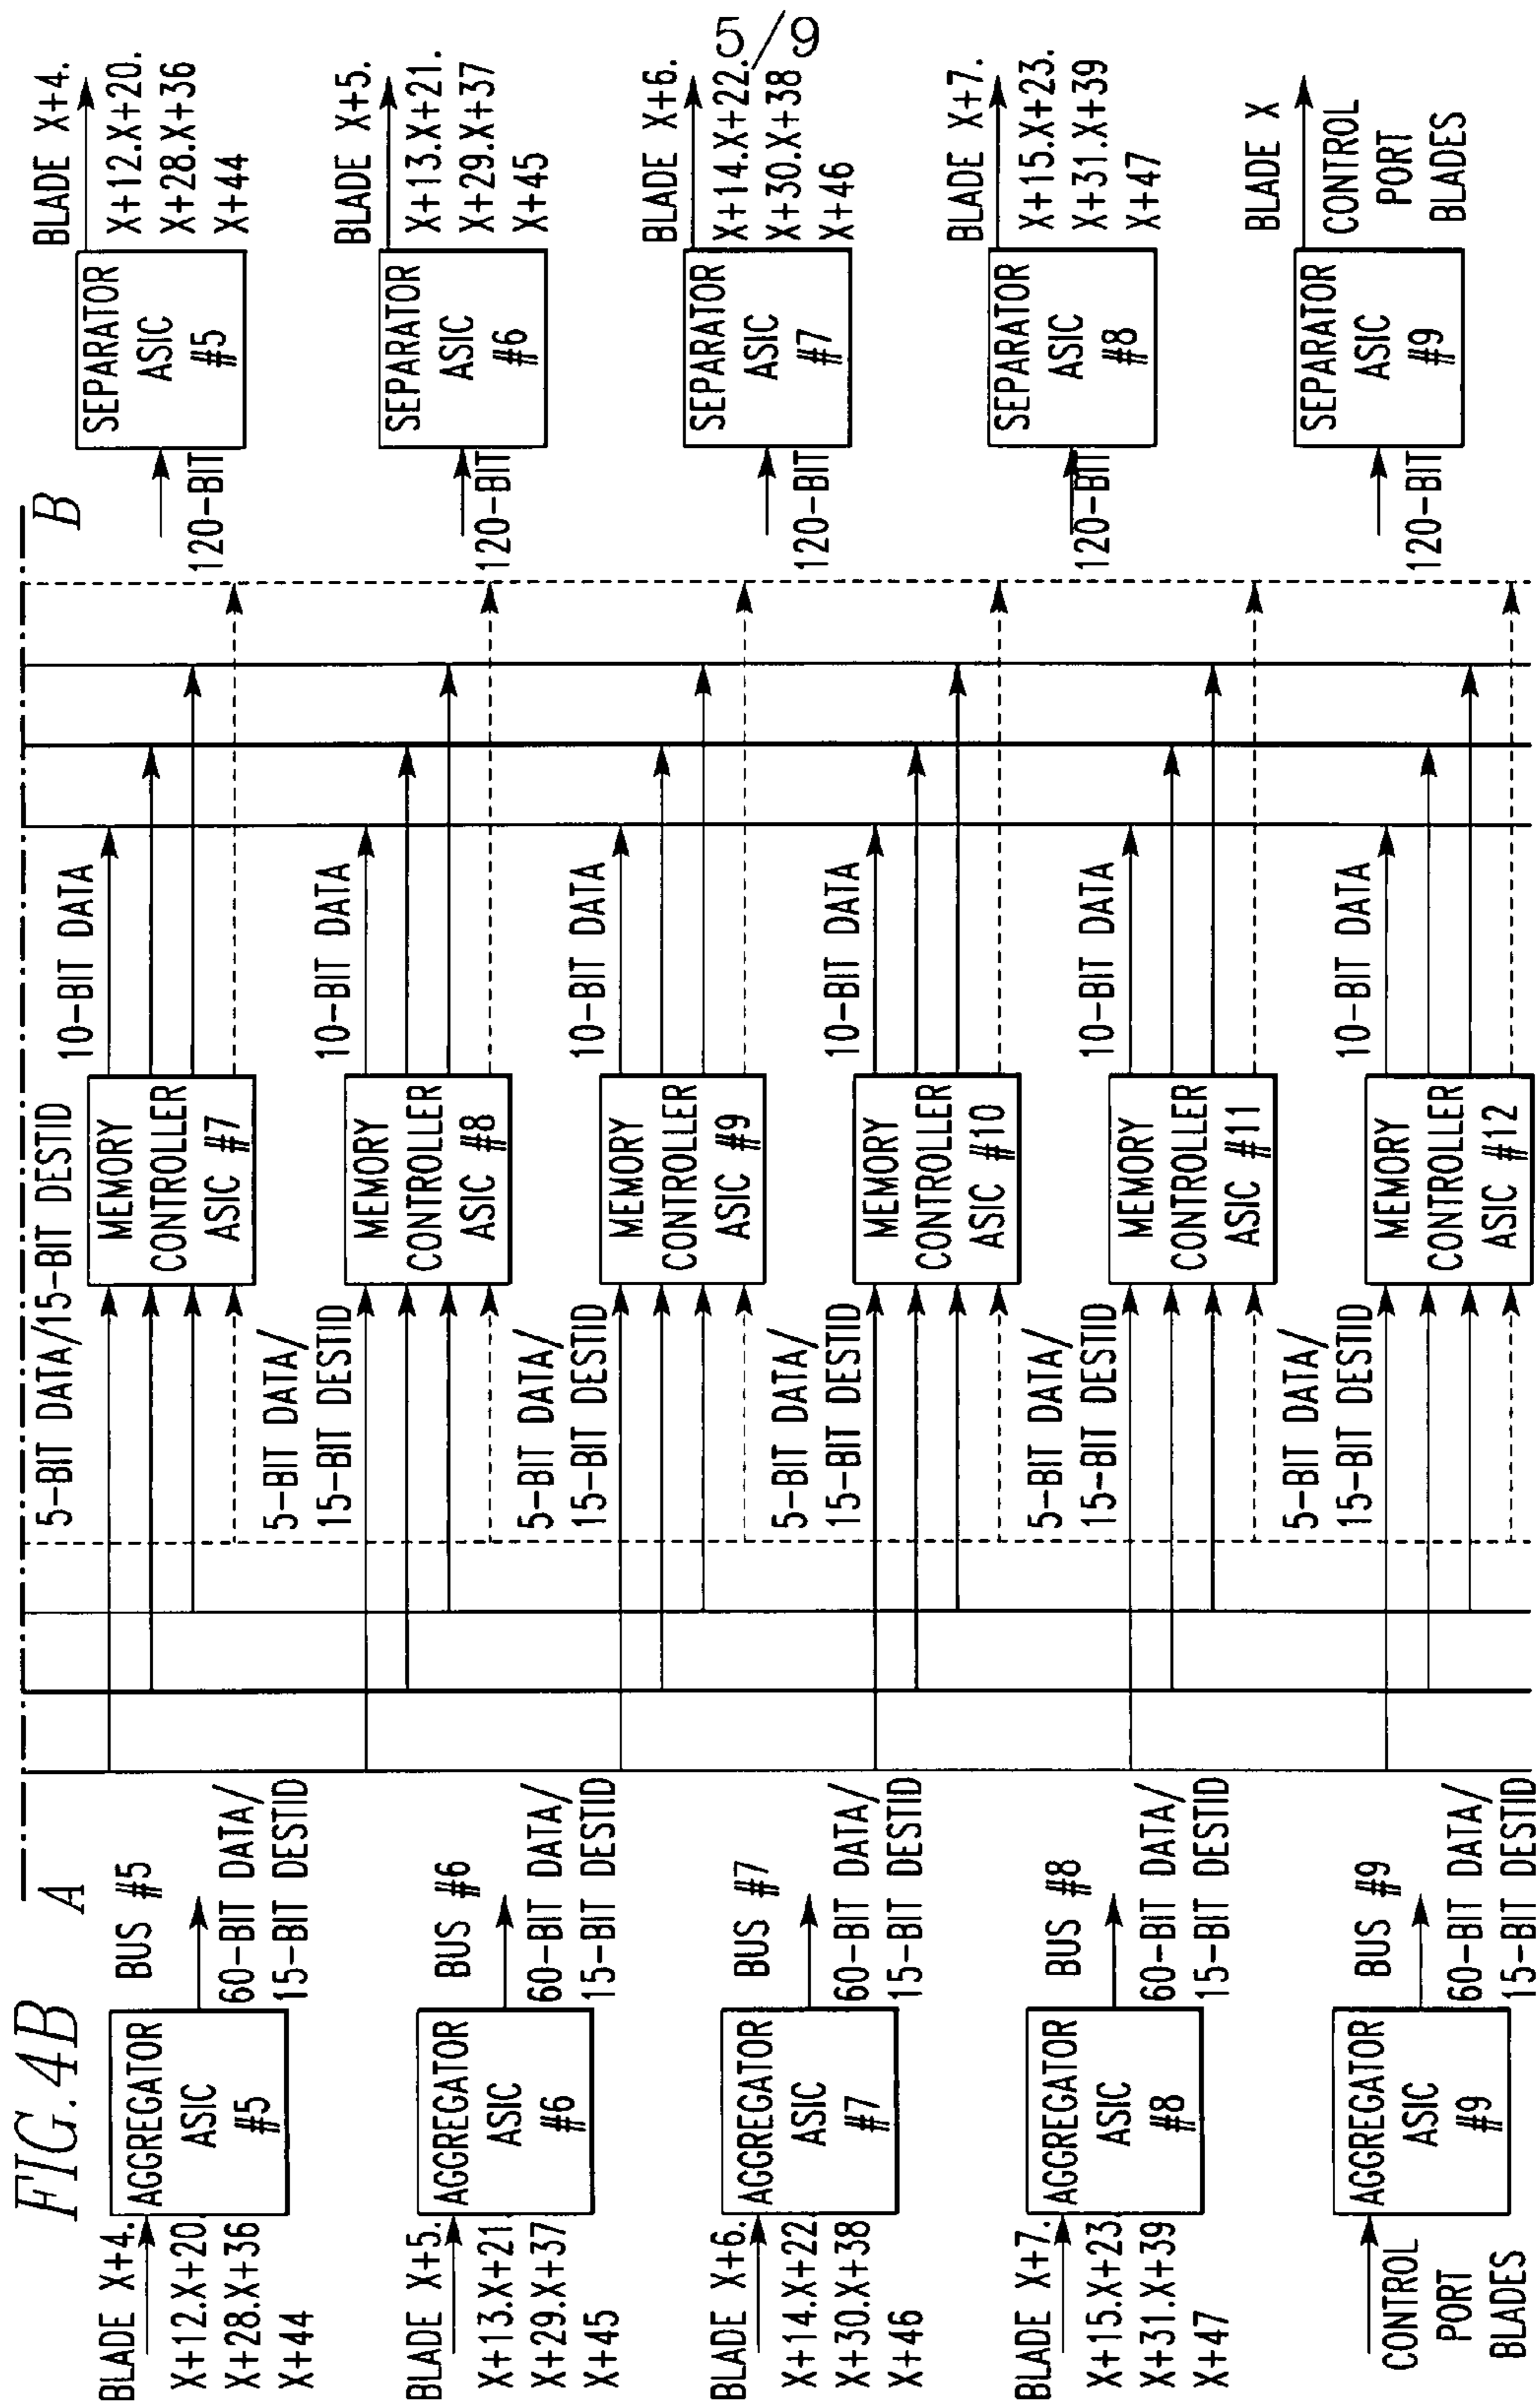 5/9
FIG. 4B
A
B
BLADE X+4.
X+12.X+20.
X+28.X+36
X+44
AGGREGATOR
ASIC
#5
BUS #5
60-BIT DATA/
15-BIT DESTID
BLADE X+5.
X+13.X+21.
X+29.X+37
X+45
AGGREGATOR
ASIC
#6
BUS #6
60-BIT DATA/
15-BIT DESTID
BLADE X+6.
X+14.X+22
X+30.X+38
X+46
AGGREGATOR
ASIC
#7
BUS #7
60-BIT DATA/
15-BIT DESTID
BLADE X+7.
X+15.X+23.
X+31.X+39
X+47
AGGREGATOR
ASIC
#8
BUS #8
60-BIT DATA/
15-BIT DESTID
CONTROL
PORT
BLADES
AGGREGATOR
ASIC
#9
BUS #9
60-BIT DATA/
15-BIT DESTID
5-BIT DATA/15-BIT DESTID
MEMORY
CONTROLLER
ASIC #7
10-BIT DATA
5-BIT DATA/
15-BIT DESTID
MEMORY
CONTROLLER
ASIC #8
10-BIT DATA
5-BIT DATA/
15-BIT DESTID
MEMORY
CONTROLLER
ASIC #9
10-BIT DATA
5-BIT DATA/
15-BIT DESTID
MEMORY
CONTROLLER
ASIC #10
10-BIT DATA
5-BIT DATA/
15-BIT DESTID
MEMORY
CONTROLLER
ASIC #11
10-BIT DATA
5-BIT DATA/
15-BIT DESTID
MEMORY
CONTROLLER
ASIC #12
10-BIT DATA
120-BIT
SEPARATOR
ASIC
#5
BLADE X+4.
X+12.X+20.
X+28.X+36
X+44
120-BIT
SEPARATOR
ASIC
#6
BLADE X+5.
X+13.X+21.
X+29.X+37
X+45
120-BIT
SEPARATOR
ASIC
#7
BLADE X+6.
X+14.X+22.
X+30.X+38
X+46
120-BIT
SEPARATOR
ASIC
#8
BLADE X+7.
X+15.X+23.
X+31.X+39
X+47
120-BIT
SEPARATOR
ASIC
#9
BLADE X
CONTROL
PORT
BLADES